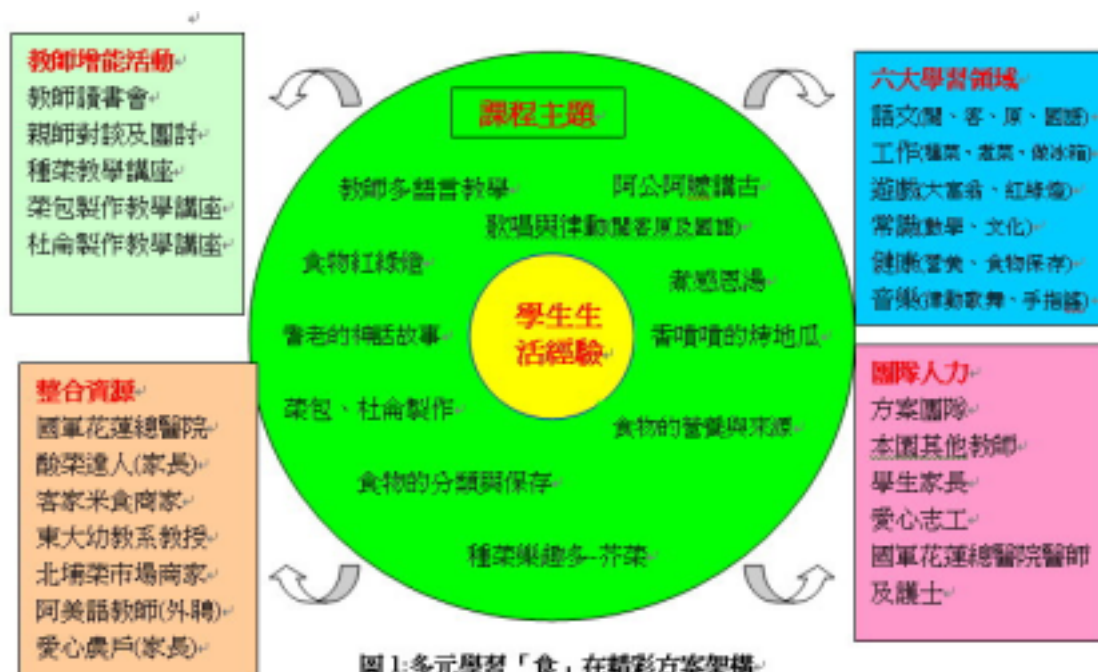 教師增能活動
教師讀書會
親師對談及團討
種菜教學講座
菜包製作教學講座
杜侖製作教學講座
整合資源
國軍花蓮總醫院
酸菜達人(家長)
客家米食商家
東大幼教系教授
北埔菜市場商家
阿美語教師(外聘)
愛心農戶(家長)
課程主題
教師多語言教學
阿公阿嬤講古
歌唱與律動(閩客原及國語)
食物紅綠燈
煮感恩湯
學生生
活經驗
耆老的神話故事
香噴噴的烤地瓜
菜包、杜侖製作
食物的營養與來源
食物的分類與保存
種菜樂趣多-芥菜
六大學習領域
語文(閩、客、原、國語)
工作(種菜、煮菜、做冰箱)
遊戲(大富翁、紅綠燈)
常識(數學、文化)
健康(營養、食物保存)
音樂(律動歌舞、手指謠)
團隊人力
方案團隊
本園其他教師
學生家長
愛心志工
國軍花蓮總醫院醫師
及護士
圖1:多元學習「食」在精彩方案架構